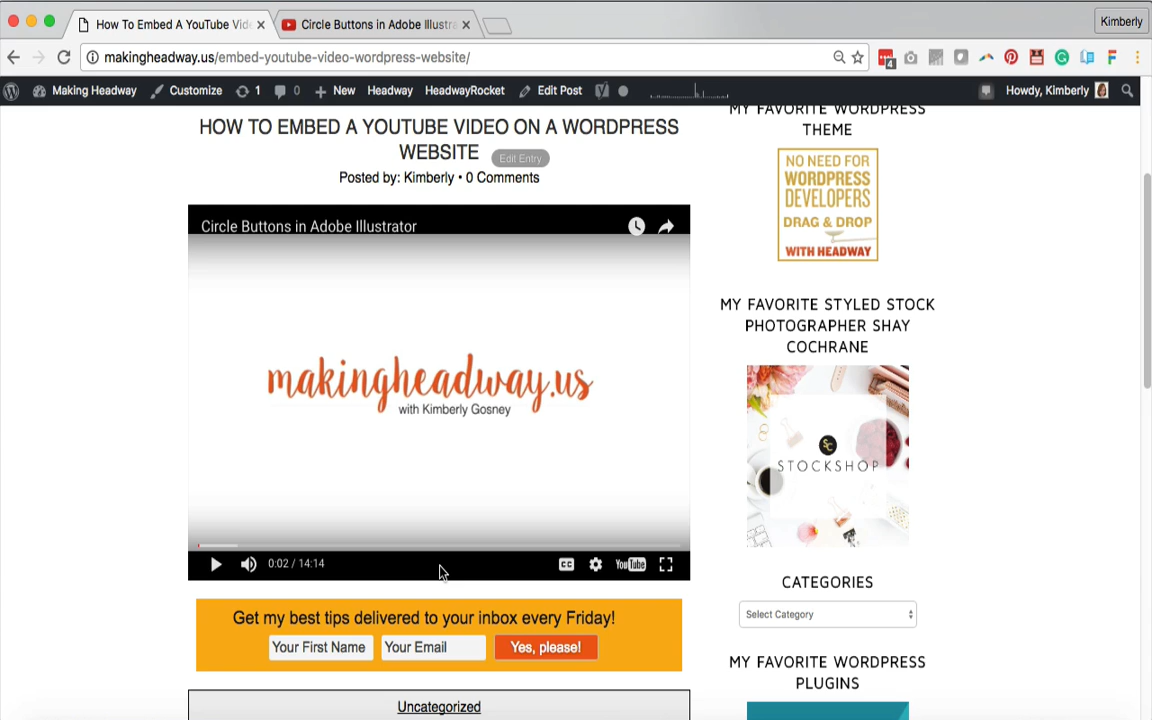 How To Embed A YouTube Vid
Circle Buttons in Adobe Illustra
Kimberly
makingheadway.us/embed-youtube-video-wordpress-website/
4
Making Headway
Customize
1
0
New
Headway
HeadwayRocket
Edit Post
Howdy, Kimberly
HOW TO EMBED A YOUTUBE VIDEO ON A WORDPRESS
WEBSITE
Edit Entry
Posted by: Kimberly • 0 Comments
Circle Buttons in Adobe Illustrator
makingheadway.us
with Kimberly Gosney
0:02 / 14:14
CC
YouTube
Get my best tips delivered to your inbox every Friday!
Your First Name
Your Email
Yes, please!
Uncategorized
MY FAVORITE WORDPRESS
THEME
NO NEED FOR
WORDPRESS
DEVELOPERS
DRAG & DROP
WITH HEADWAY
MY FAVORITE STYLED STOCK
PHOTOGRAPHER SHAY
COCHRANE
SC
STOCKSHOP
CATEGORIES
Select Category
MY FAVORITE WORDPRESS
PLUGINS